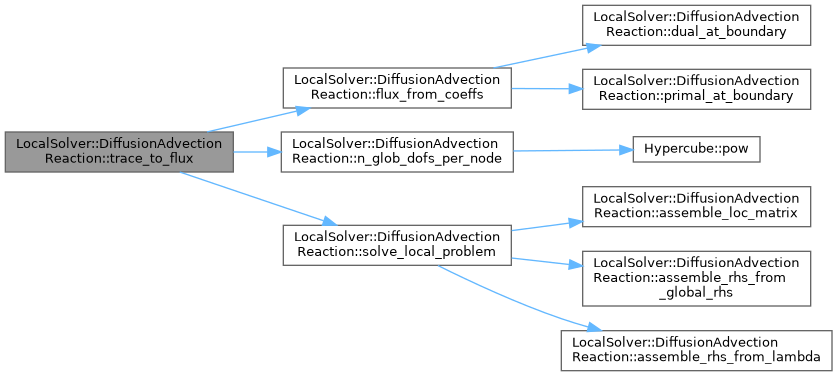 LocalSolver::DiffusionAdvection
Reaction::trace_to_flux
LocalSolver::DiffusionAdvection
Reaction::flux_from_coeffs
LocalSolver::DiffusionAdvection
Reaction::dual_at_boundary
LocalSolver::DiffusionAdvection
Reaction::primal_at_boundary
LocalSolver::DiffusionAdvection
Reaction::n_glob_dofs_per_node
Hypercube::pow
LocalSolver::DiffusionAdvection
Reaction::solve_local_problem
LocalSolver::DiffusionAdvection
Reaction::assemble_loc_matrix
LocalSolver::DiffusionAdvection
Reaction::assemble_rhs_from
_global_rhs
LocalSolver::DiffusionAdvection
Reaction::assemble_rhs_from_lambda